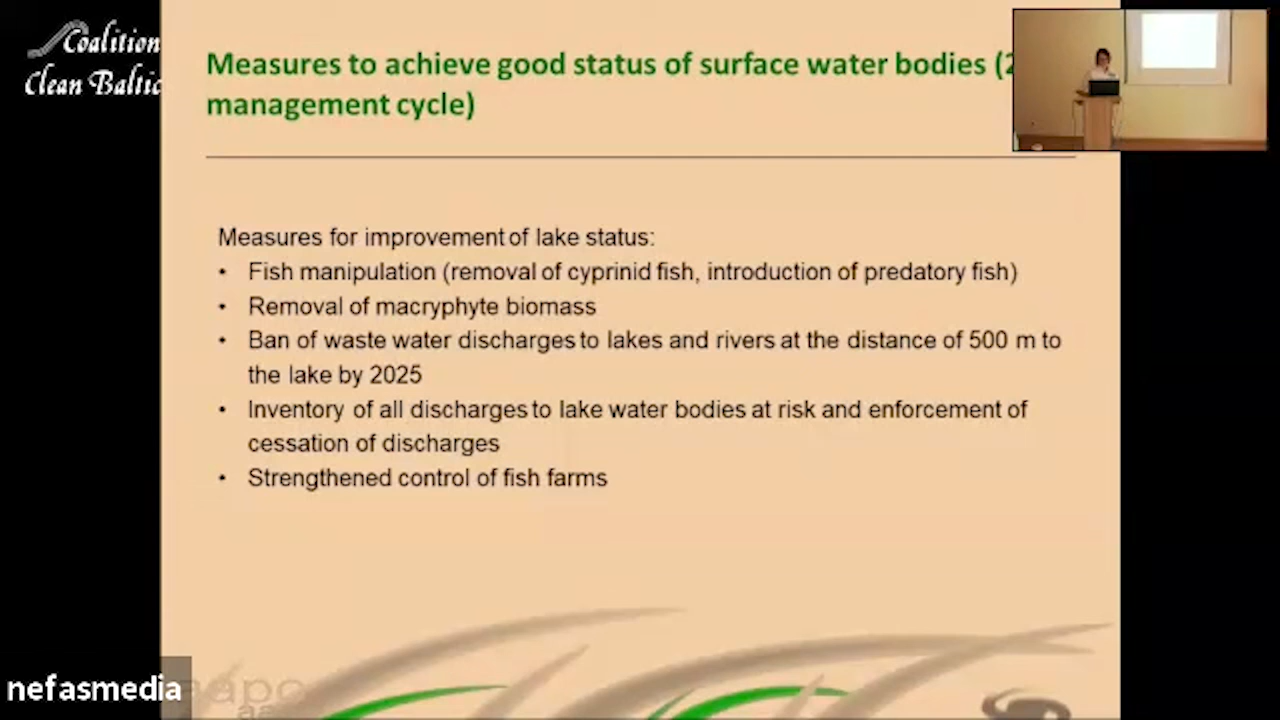 Coalition
Clean Baltic
Measures to achieve good status of surface water bodies (2
management cycle)
Measures for improvement of lake status:
• Fish manipulation (removal of cyprinid fish, introduction of predatory fish)
• Removal of macryphyte biomass
• Ban of waste water discharges to lakes and rivers at the distance of 500 m to
the lake by 2025
• Inventory of all discharges to lake water bodies at risk and enforcement of
cessation of discharges
• Strengthened control of fish farms
nefasmedia